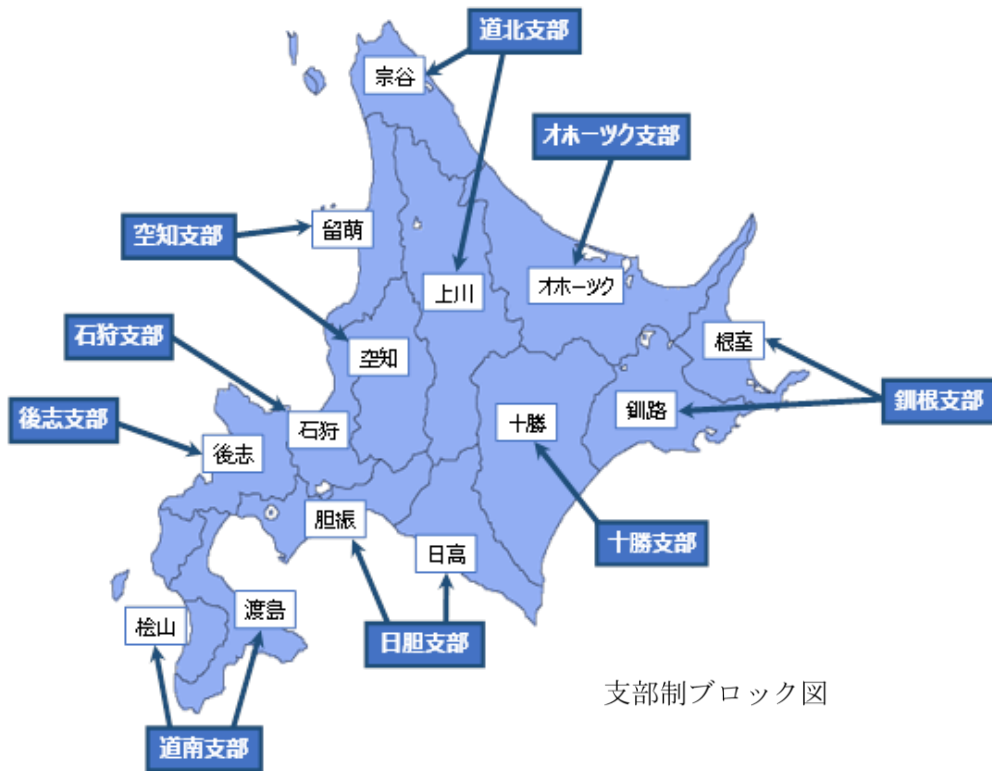 道北支部
宗谷
オホーツク支部
空知支部
留萌
上川
オホーツク
石狩支部
空知
根室
後志支部
石狩
後志
十勝
釧路
釧根支部
胆振
日高
十勝支部
桧山
渡島
日胆支部
支部制ブロック図
道南支部